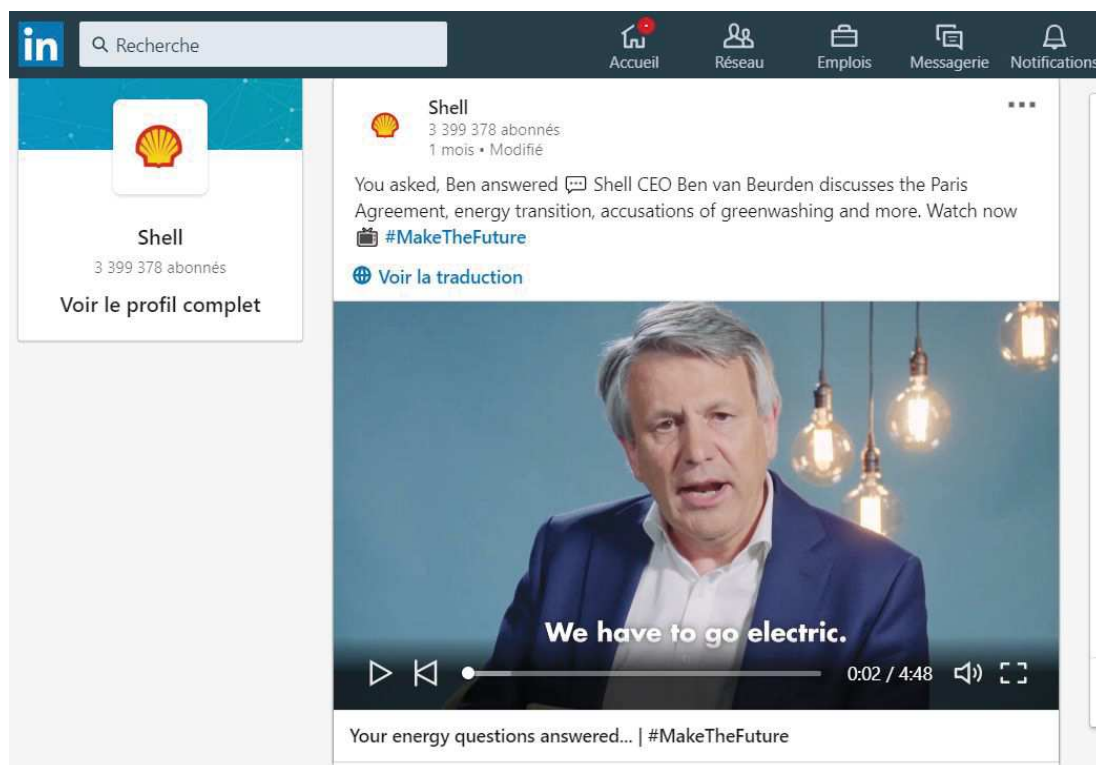 in
Recherche
Accueil
Réseau
Emplois
Messagerie
Notifications
Shell
3 399 378 abonnés
Voir le profil complet
Shell
3 399 378 abonnés
1 mois • Modifié
You asked, Ben answered 💬 Shell CEO Ben van Beurden discusses the Paris
Agreement, energy transition, accusations of greenwashing and more. Watch now
📺 #MakeTheFuture
Voir la traduction
We have to go electric.
0:02 / 4:48
Your energy questions answered... | #MakeTheFuture